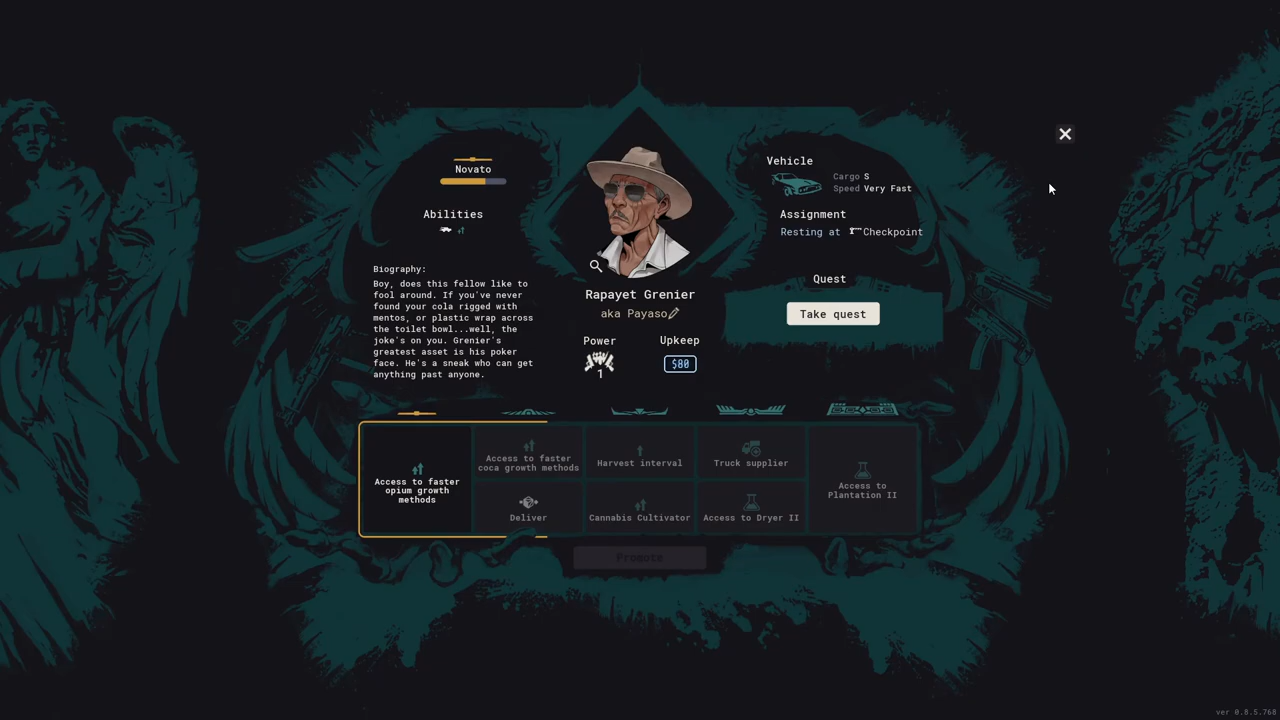 Novato
Abilities
Biography:
Boy, does this fellow like to
fool around. If you've never
found your cola rigged with
mentos, or plastic wrap across
the toilet bowl...well, the
joke's on you. Grenier's
greatest asset is his poker
face. He's a sneak who can get
anything past anyone.
Rapayet Grenier
aka Payaso
Power
1
Upkeep
$80
Vehicle
Cargo S
Speed Very Fast
Assignment
Resting at Checkpoint
Quest
Take quest
Access to faster
opium growth
methods
Access to faster
coca growth methods
Deliver
Harvest interval
Cannabis Cultivator
Truck supplier
Access to Dryer II
Access to
Plantation II
Promote
ver 0.8.5.768